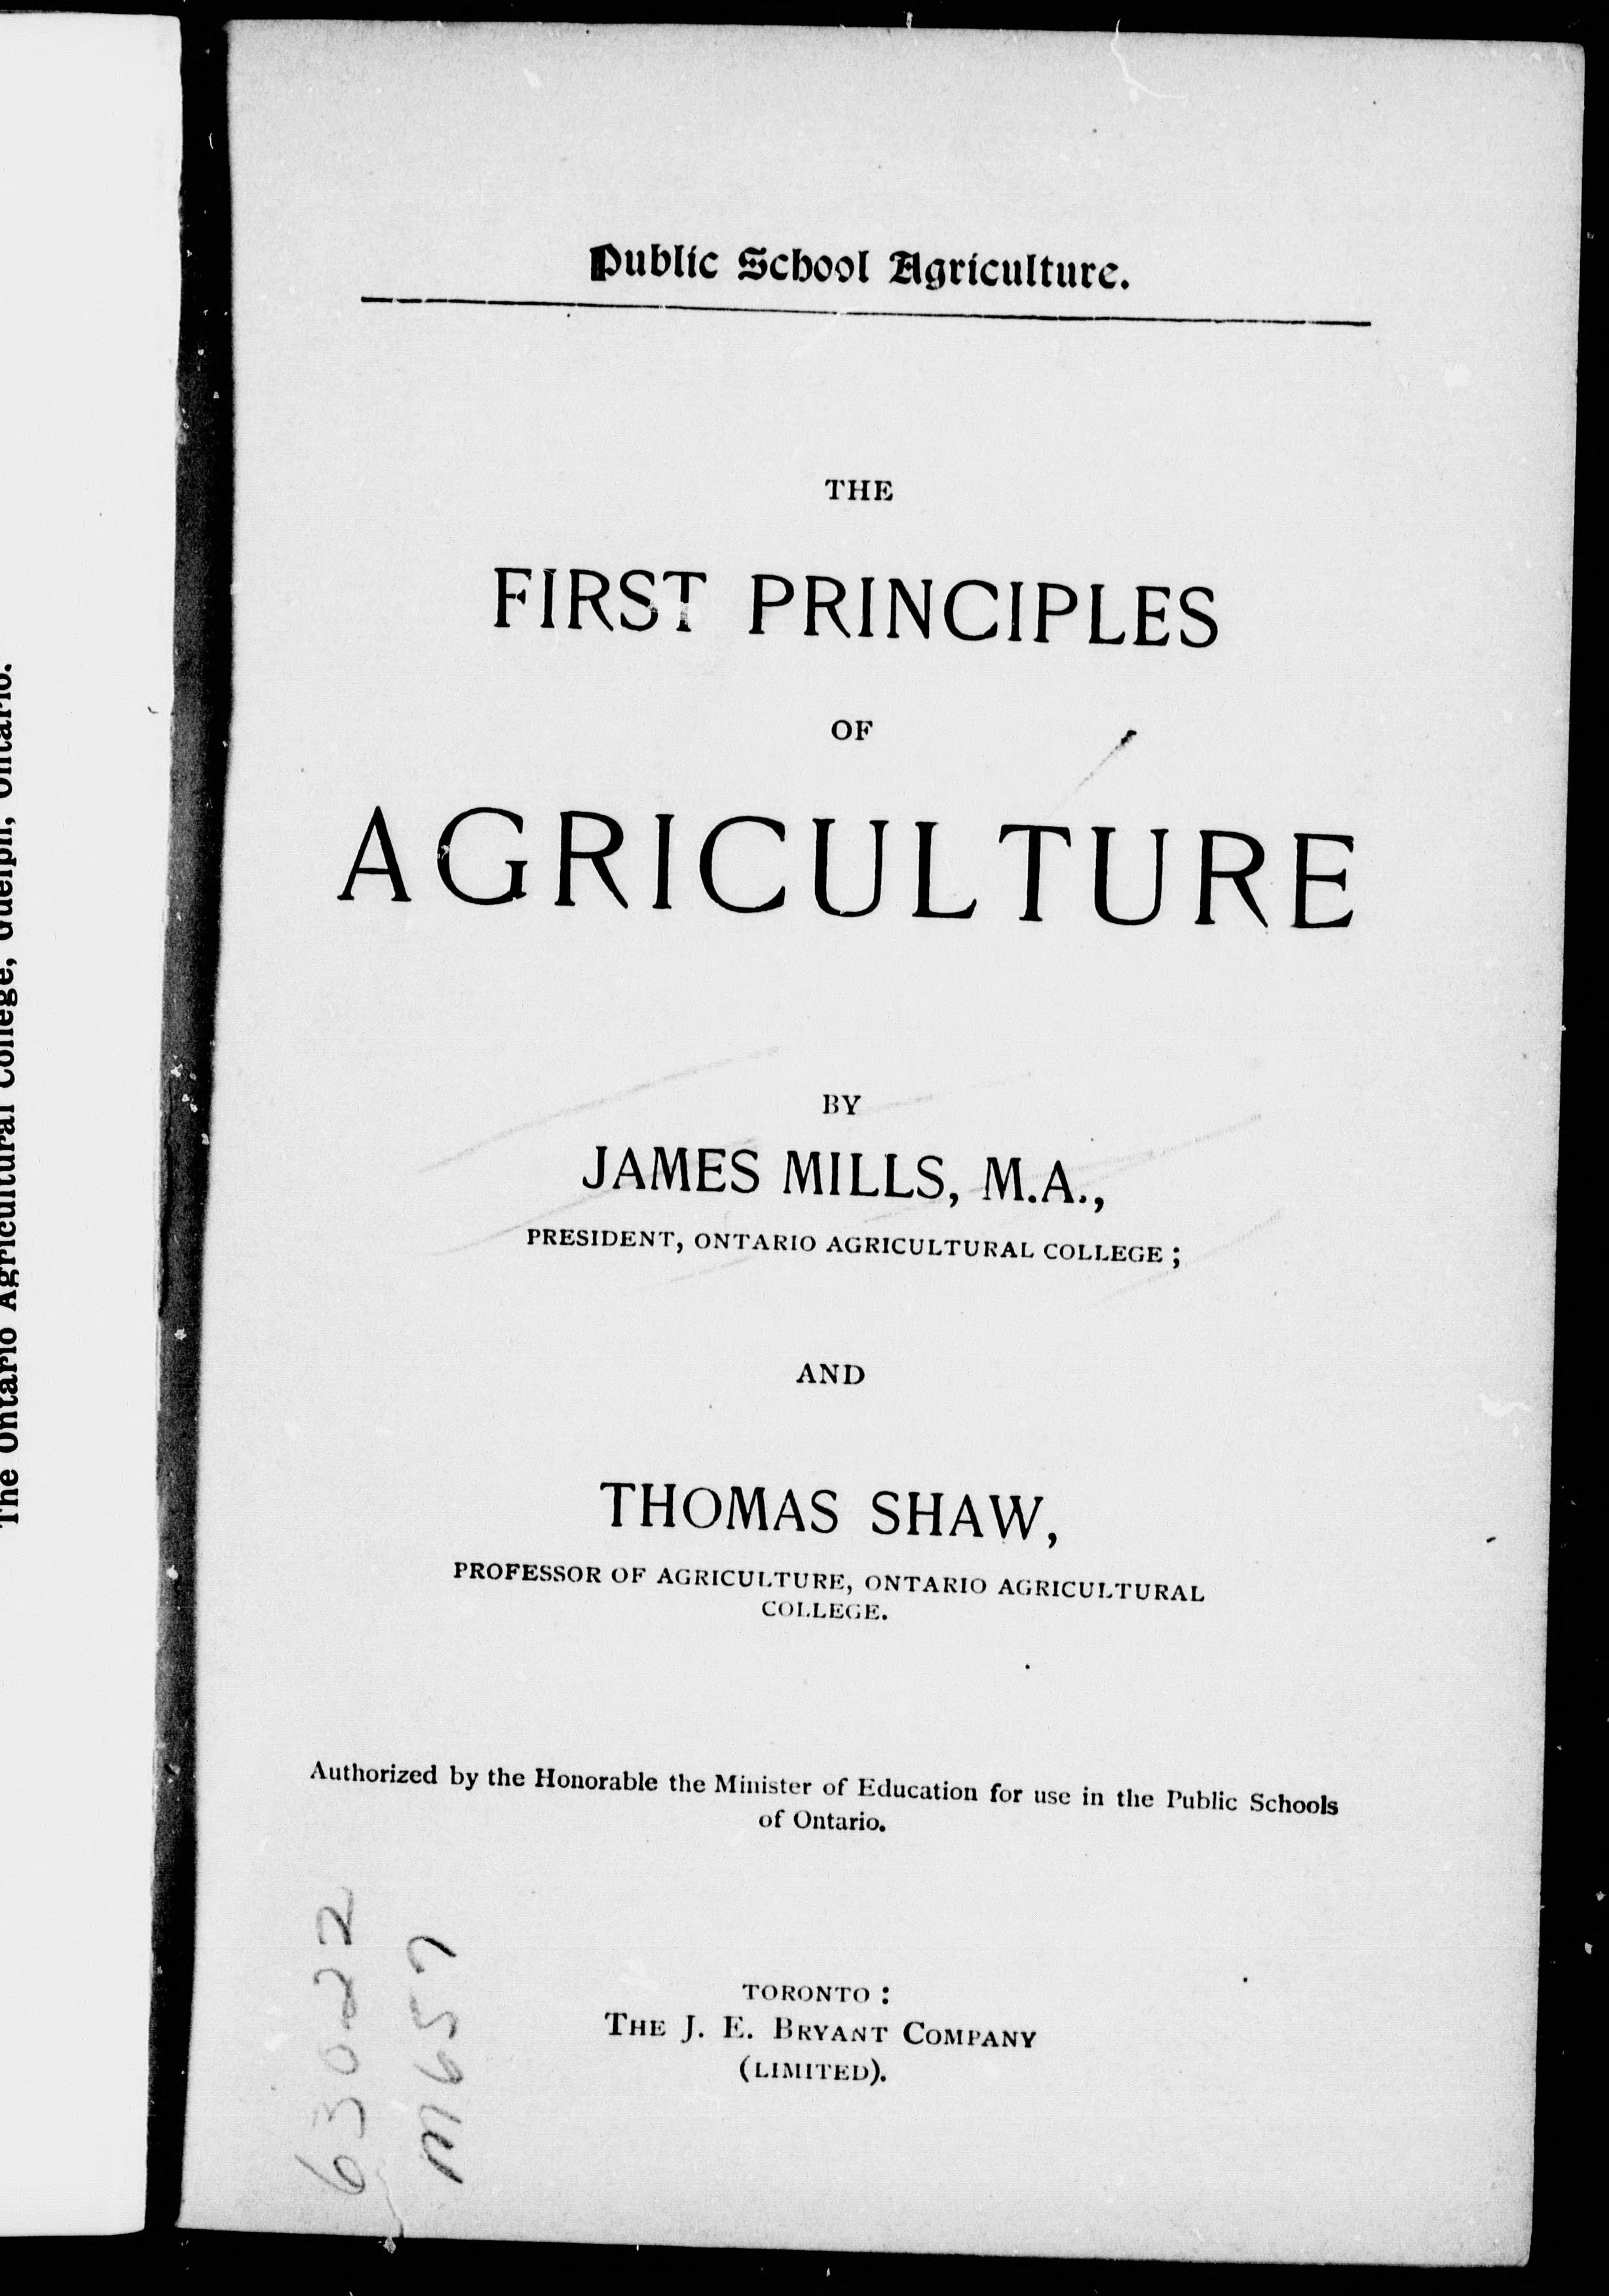 The Ontario Agricultural College, Guelph, Ontario.
Public School Agriculture.
THE
FIRST PRINCIPLES
OF
AGRICULTURE
BY
JAMES MILLS, M.A.,
PRESIDENT, ONTARIO AGRICULTURAL COLLEGE;
AND
THOMAS SHAW,
PROFESSOR OF AGRICULTURE, ONTARIO AGRICULTURAL
COLLEGE.
Authorized by the Honorable the Minister of Education for use in the Public Schools
of Ontario.
TORONTO:
THE J. E. BRYANT COMPANY
(LIMITED).
630.22
M657